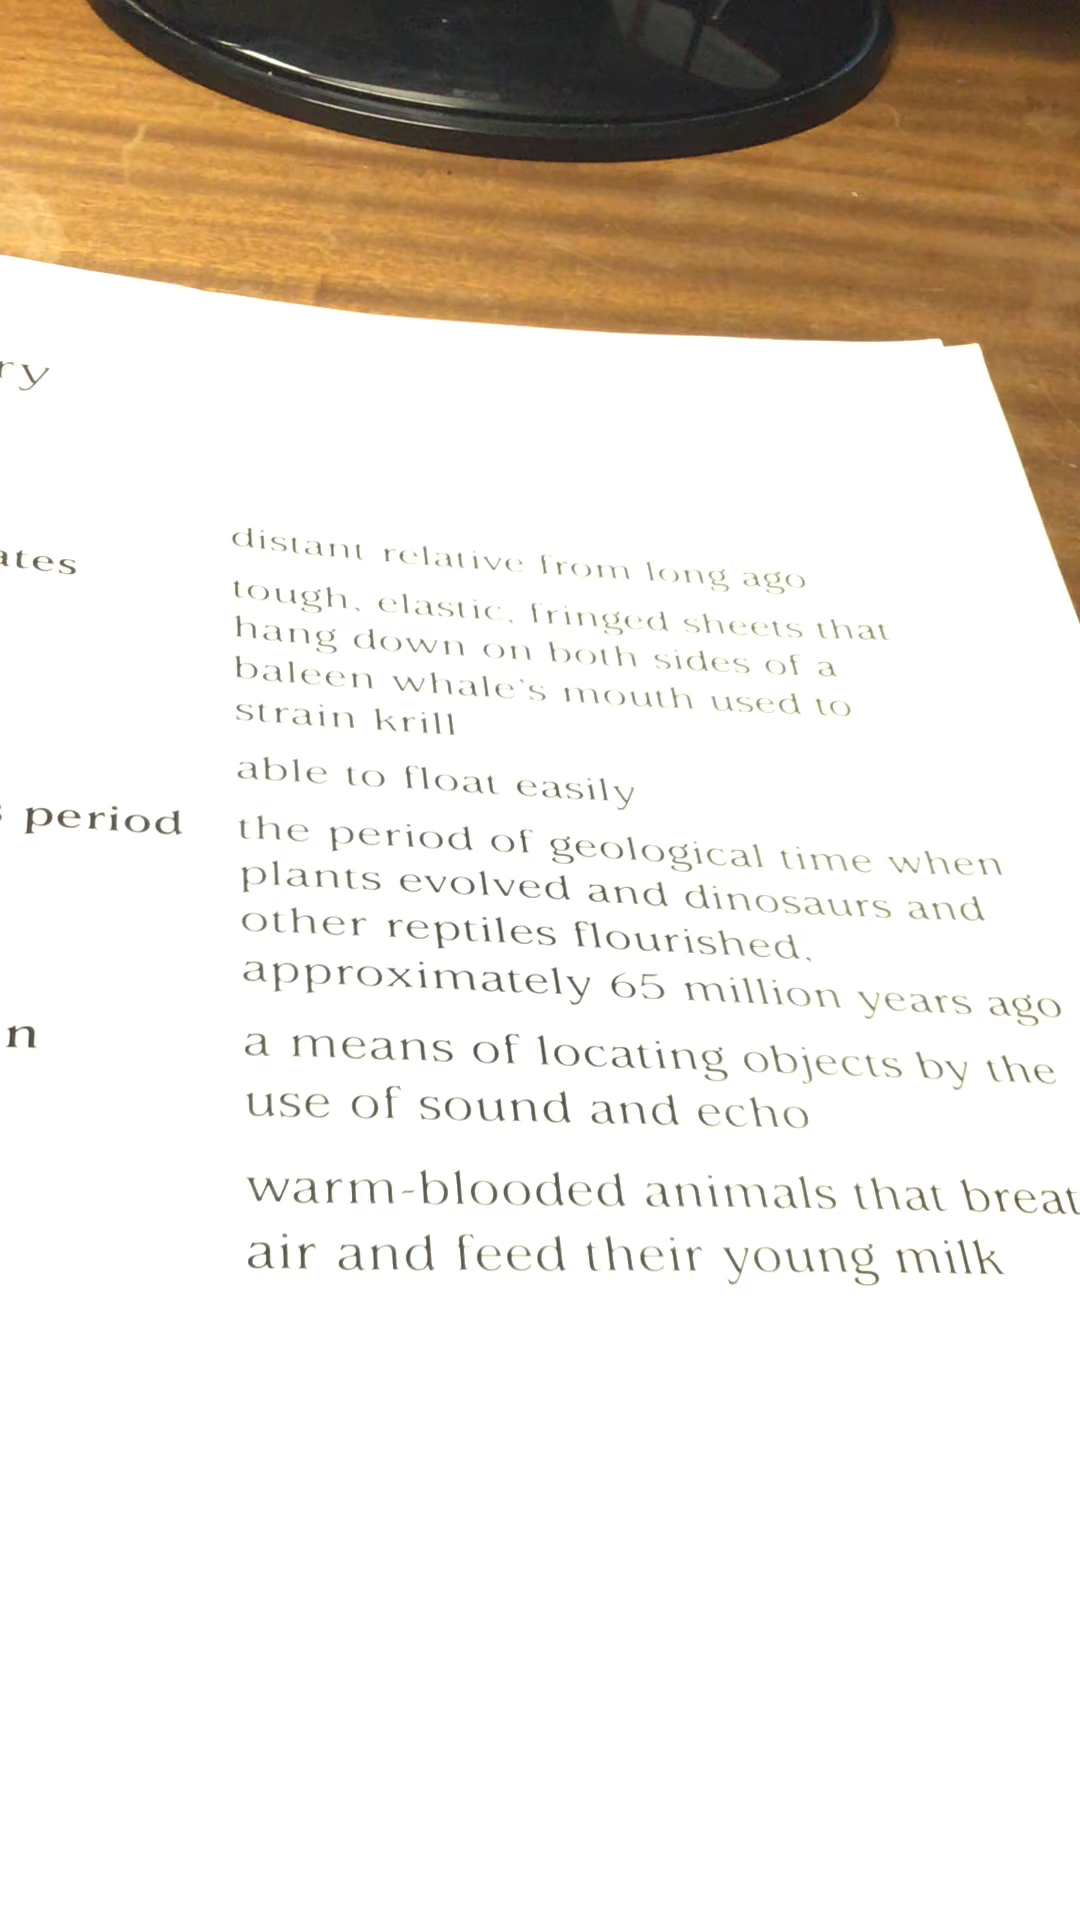 ry
distant relative from long ago
ates tough, elastic, fringed sheets that
hang down on both sides of a
baleen whale's mouth used to
strain krill
able to float easily
s period the period of geological time when
plants evolved and dinosaurs and
other reptiles flourished,
approximately 65 million years ago
n a means of locating objects by the
use of sound and echo
warm-blooded animals that breat
air and feed their young milk